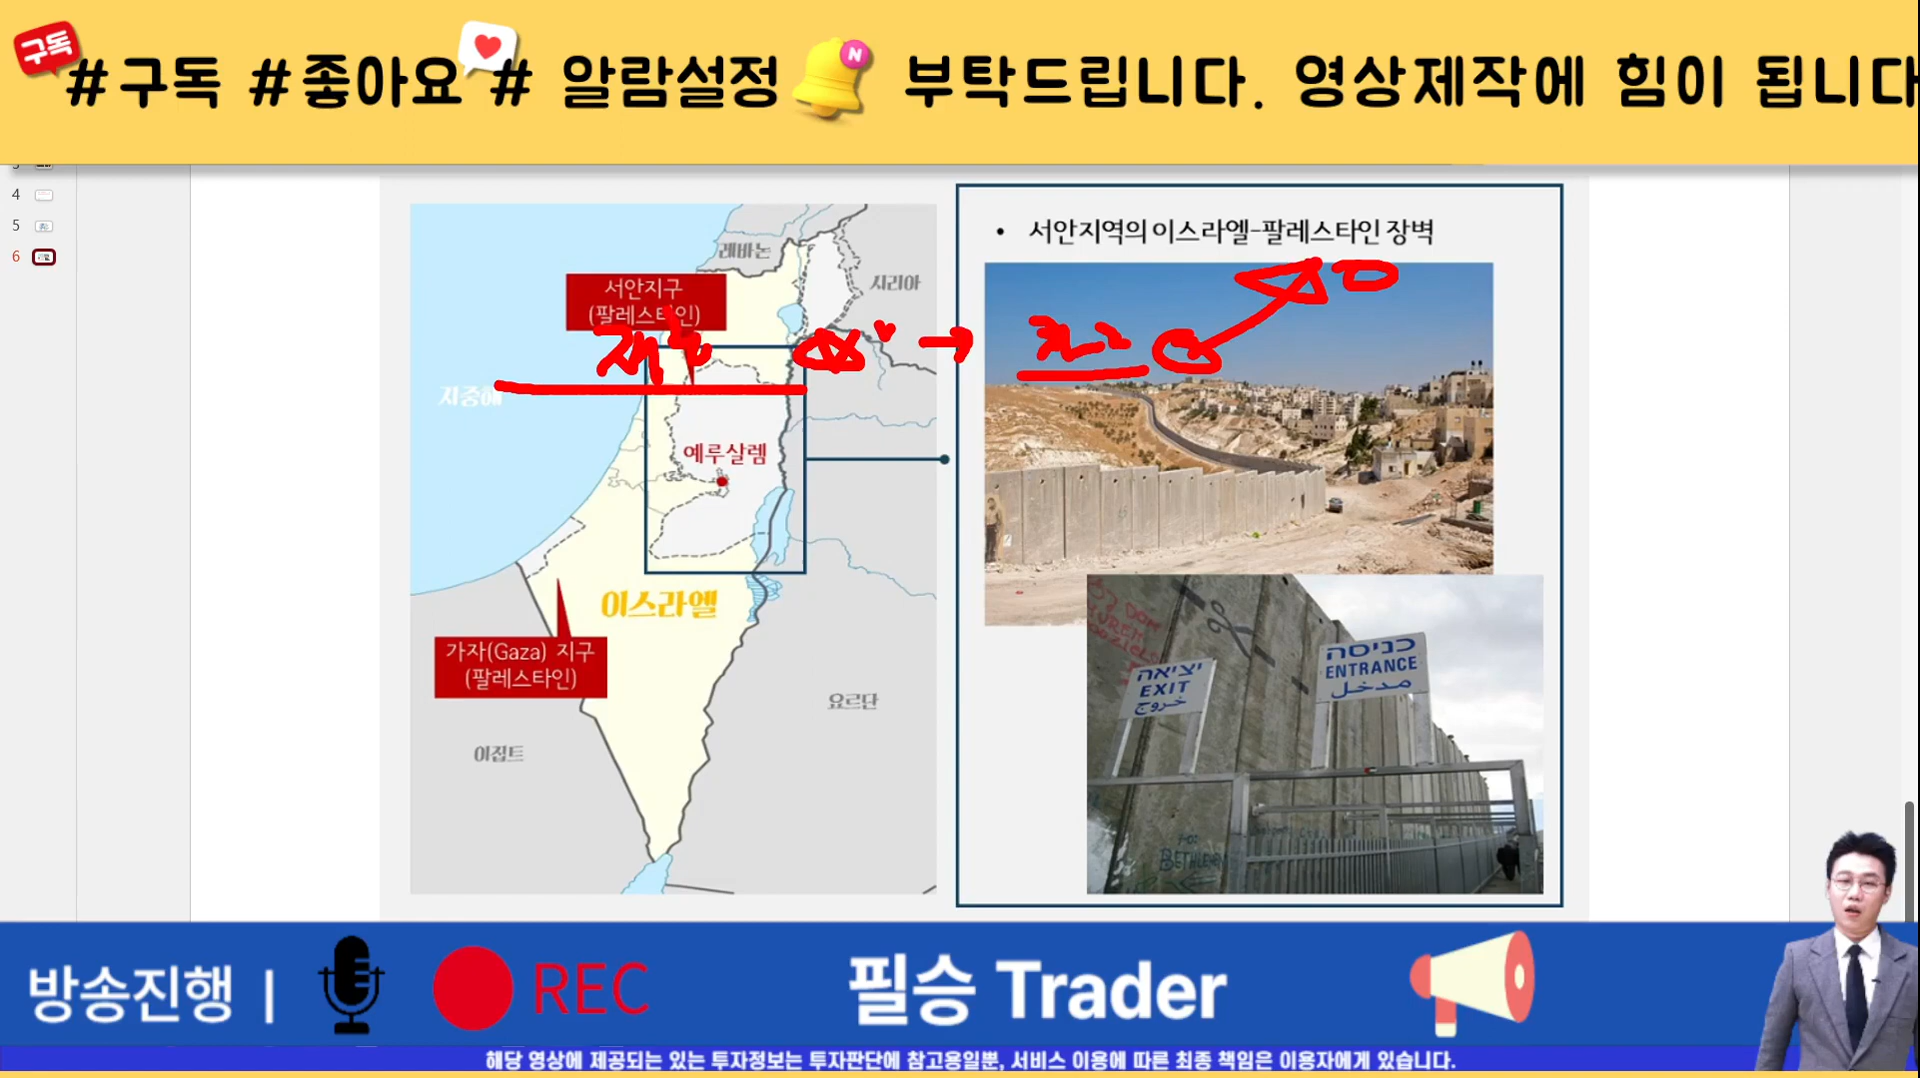 구독
#구독 #좋아요 # 알람설정 N 부탁드립니다. 영상제작에 힘이 됩니다
4
5
6
레바논
시리아
서안지구
(팔레스타인)
지중해
예루살렘
이스라엘
가자(Gaza) 지구
(팔레스타인)
요르단
이집트
• 서안지역의 이스라엘-팔레스타인 장벽
יציאה
EXIT
خروج
כניסה
ENTRANCE
مدخل
TO:
BETHLEHEM
방송진행 |
REC
필승 Trader
해당 영상에 제공되는 있는 투자정보는 투자판단에 참고용일뿐, 서비스 이용에 따른 최종 책임은 이용자에게 있습니다.